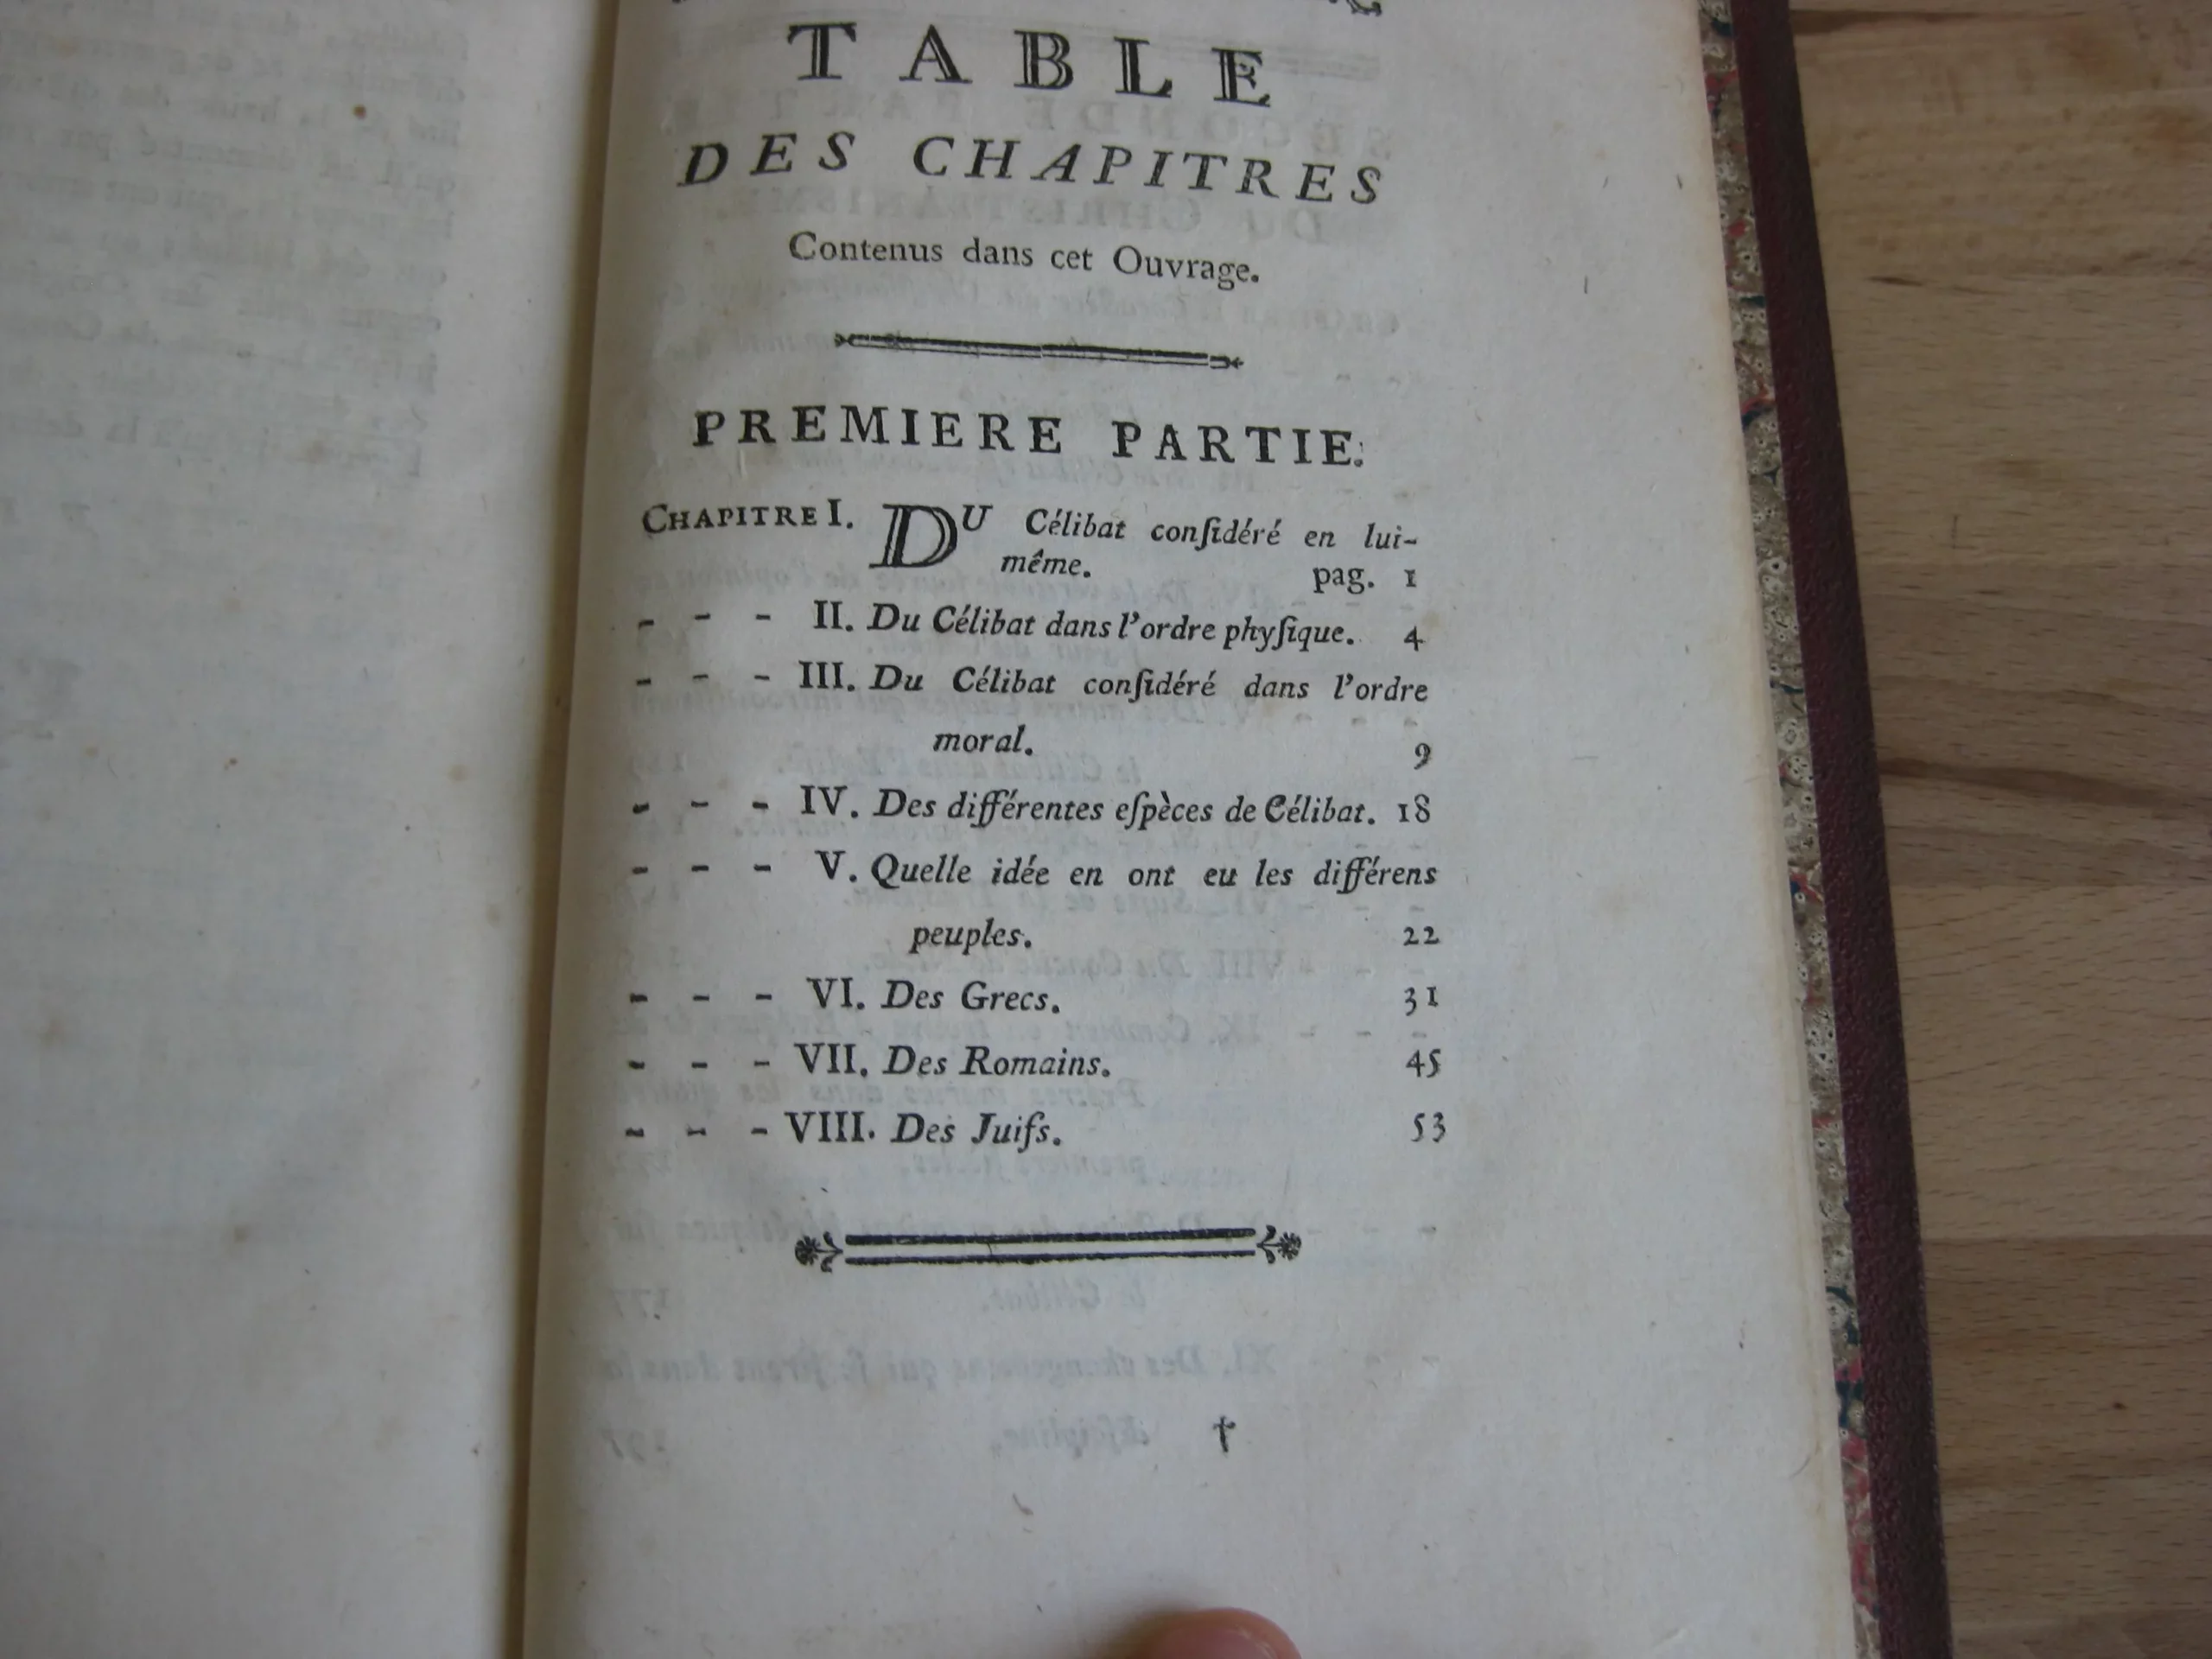 TABLE
DES CHAPITRES
Contenus dans cet Ouvrage.
PREMIERE PARTIE.
CHAPITRE I. DU Célibat conſidéré en lui-
même. pag. 1
- - - II. Du Célibat dans l'ordre phyſique. 4
- - - III. Du Célibat conſidéré dans l'ordre
moral. 9
- - - IV. Des différentes eſpèces de Célibat. 18
- - - V. Quelle idée en ont eu les différens
peuples. 22
- - - VI. Des Grecs. 31
- - - VII. Des Romains. 45
- - - VIII. Des Juifs. 53
†